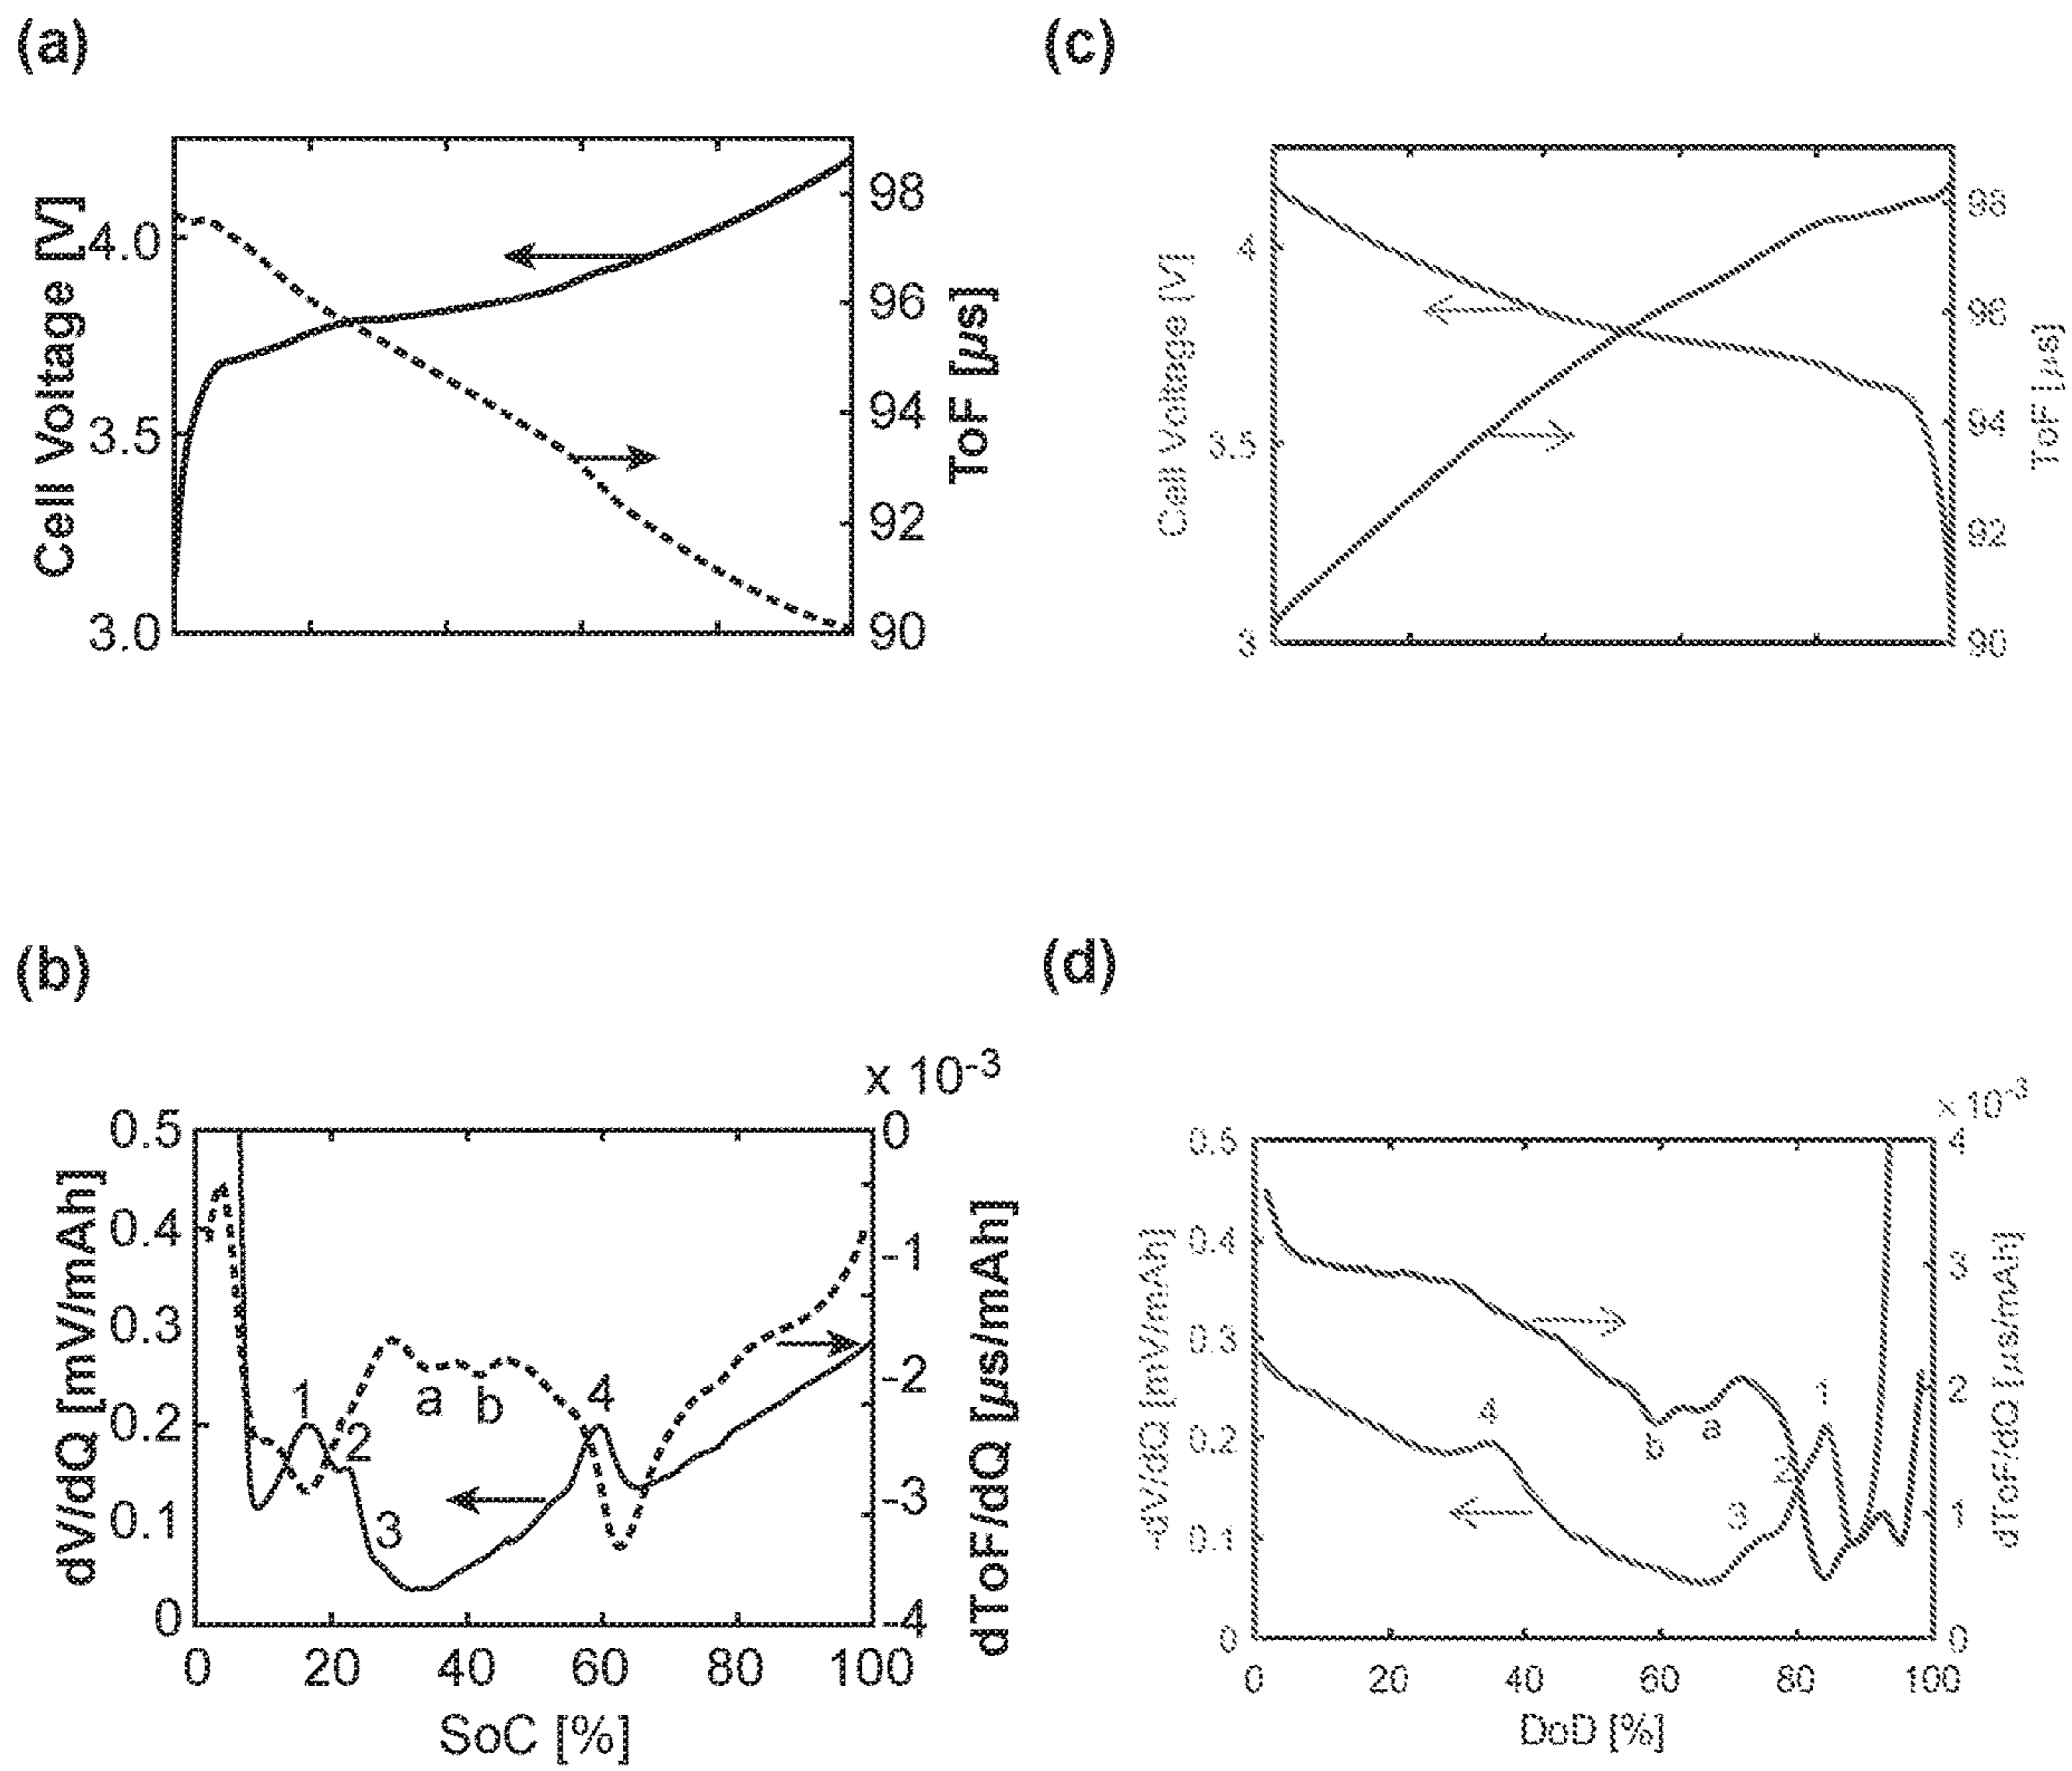 (a)
Cell Voltage [V]
4.0
3.5
3.0
98
96
94
92
90
ToF [μs]
(c)
Cell Voltage [V]
4
3.5
3
98
96
94
92
90
ToF [μs]
(b)
x 10-3
dV/dQ [mV/mAh]
0.5
0.4
0.3
0.2
0.1
0
1
2
3
a
b
4
0
-1
-2
-3
-4
dToF/dQ [μs/mAh]
0 20 40 60 80 100
SoC [%]
(d)
x 10-3
-dV/dQ [mV/mAh]
0.5
0.4
0.3
0.2
0.1
0
4
b
a
3
2
1
4
3
2
1
0
dToF/dQ [μs/mAh]
0 20 40 60 80 100
DoD [%]